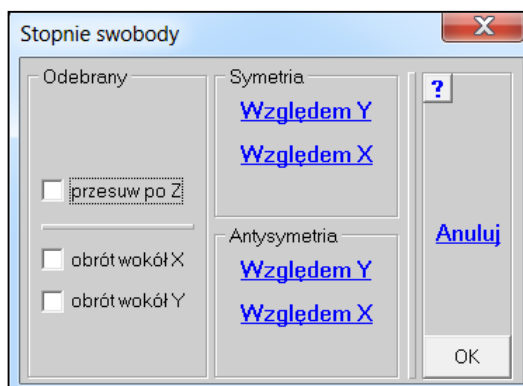 Stopnie swobody
X
Odebrany
przesuw po Z
obrót wokół X
obrót wokół Y
Symetria
Względem Y
Względem X
Antysymetria
Względem Y
Względem X
?
Anuluj
OK